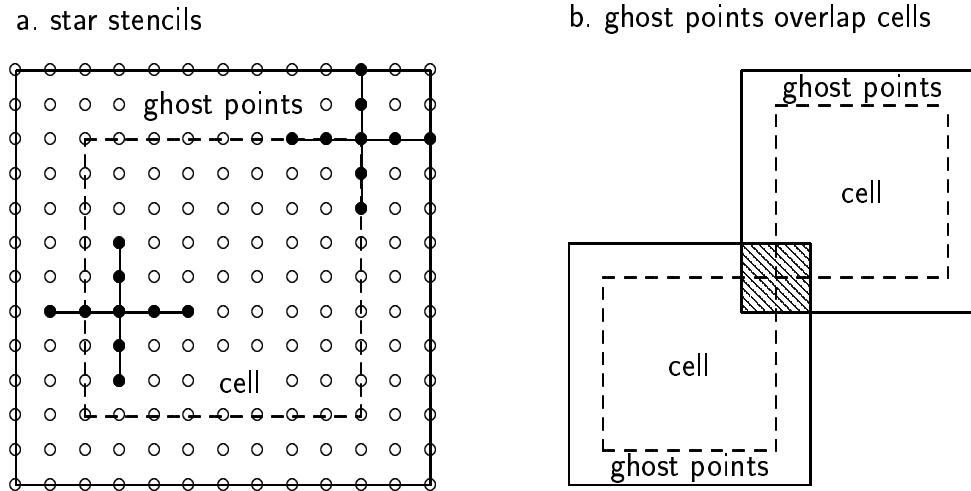 a. star stencils
ghost points
cell
b. ghost points overlap cells
ghost points
cell
cell
ghost points